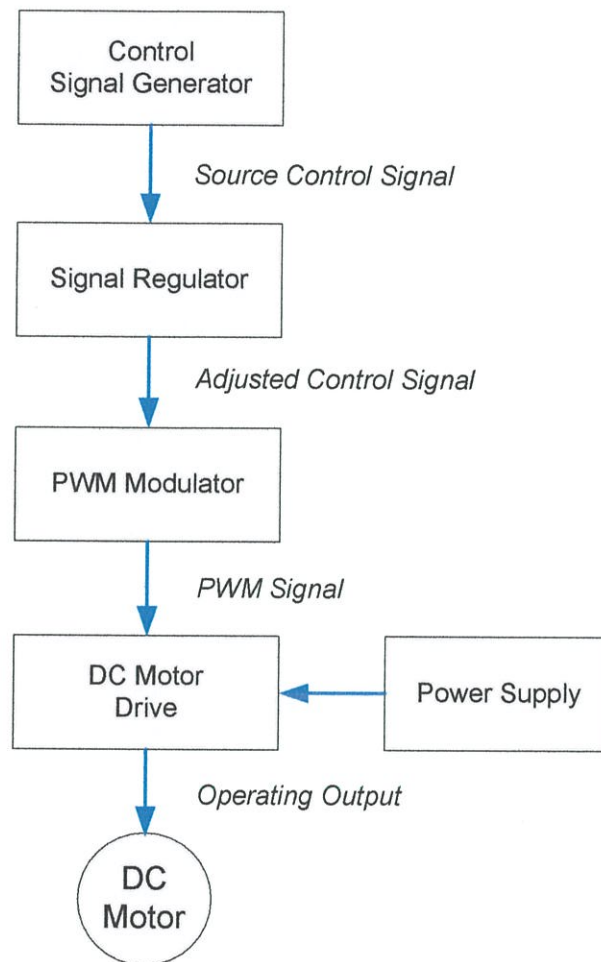 Control
Signal Generator
Source Control Signal
Signal Regulator
Adjusted Control Signal
PWM Modulator
PWM Signal
DC Motor
Drive
Power Supply
Operating Output
DC
Motor